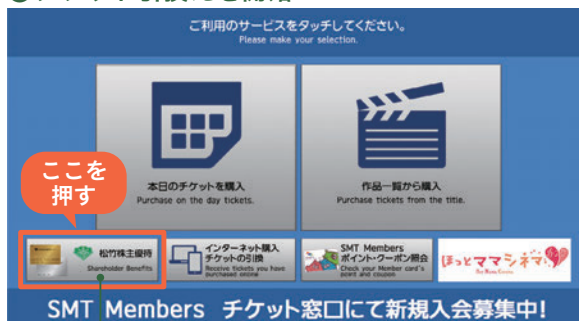 ご利用のサービスをタッチしてください。
Please make your selection.
本日のチケットを購入
Purchase on the day tickets.
作品一覧から購入
Purchase tickets from the title.
ここを
押す
松竹株主優待
Shareholder Benefits
インターネット購入
チケットの引換
Receive tickets you have
purchased online
SMT Members
ポイント・クーポン照会
Check your Member card's
point and coupon
ほっとママシネマ
SMT Members チケット窓口にて新規入会募集中!